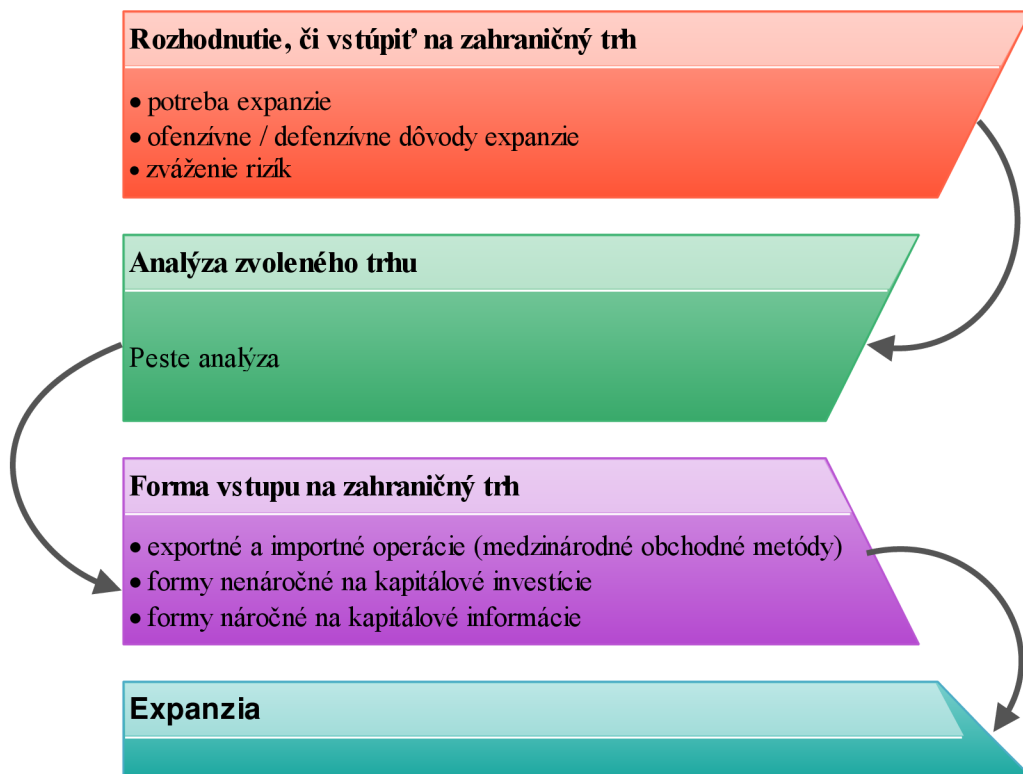 Rozhodnutie, či vstúpiť na zahraničný trh
• potreba expanzie
• ofenzívne / defenzívne dôvody expanzie
• zváženie rizík
Analýza zvoleného trhu
Peste analýza
Forma vstupu na zahraničný trh
• exportné a importné operácie (medzinárodné obchodné metódy)
• formy nenáročné na kapitálové investície
• formy náročné na kapitálové informácie
Expanzia